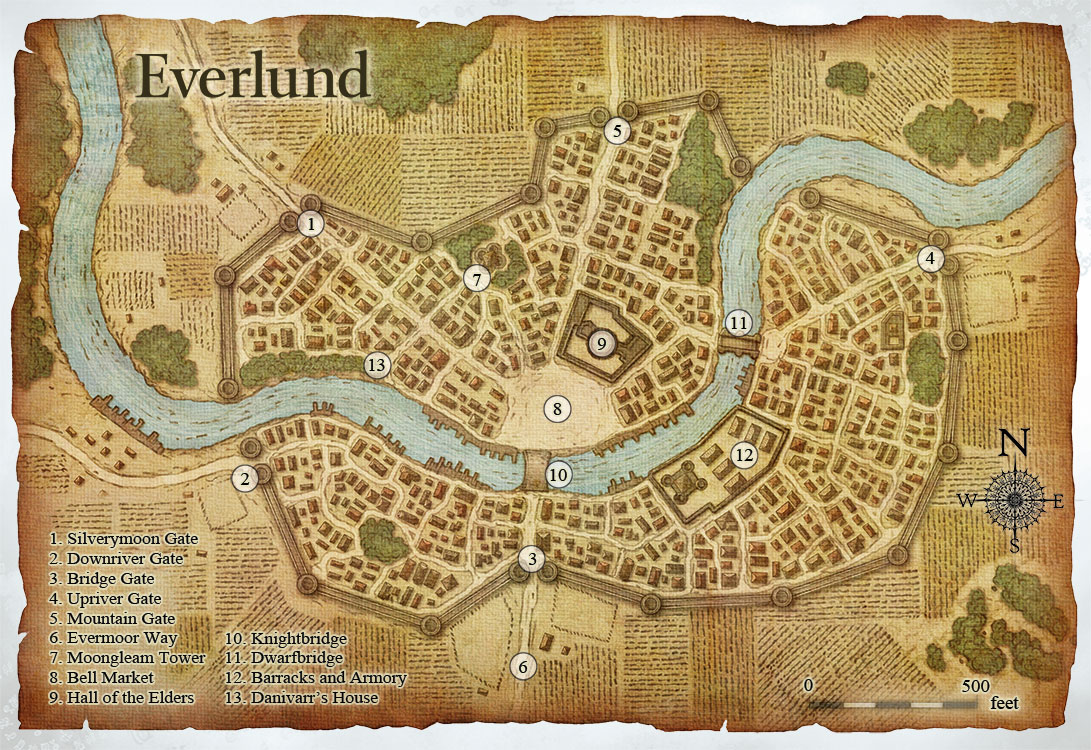 Everlund
5
1
4
7
11
9
13
8
12
10
2
3
6
N
W E
S
1. Silverymoon Gate
2. Downriver Gate
3. Bridge Gate
4. Upriver Gate
5. Mountain Gate
6. Evermoor Way
7. Moongleam Tower
8. Bell Market
9. Hall of the Elders
10. Knightbridge
11. Dwarfbridge
12. Barracks and Armory
13. Danivarr's House
0 500
feet